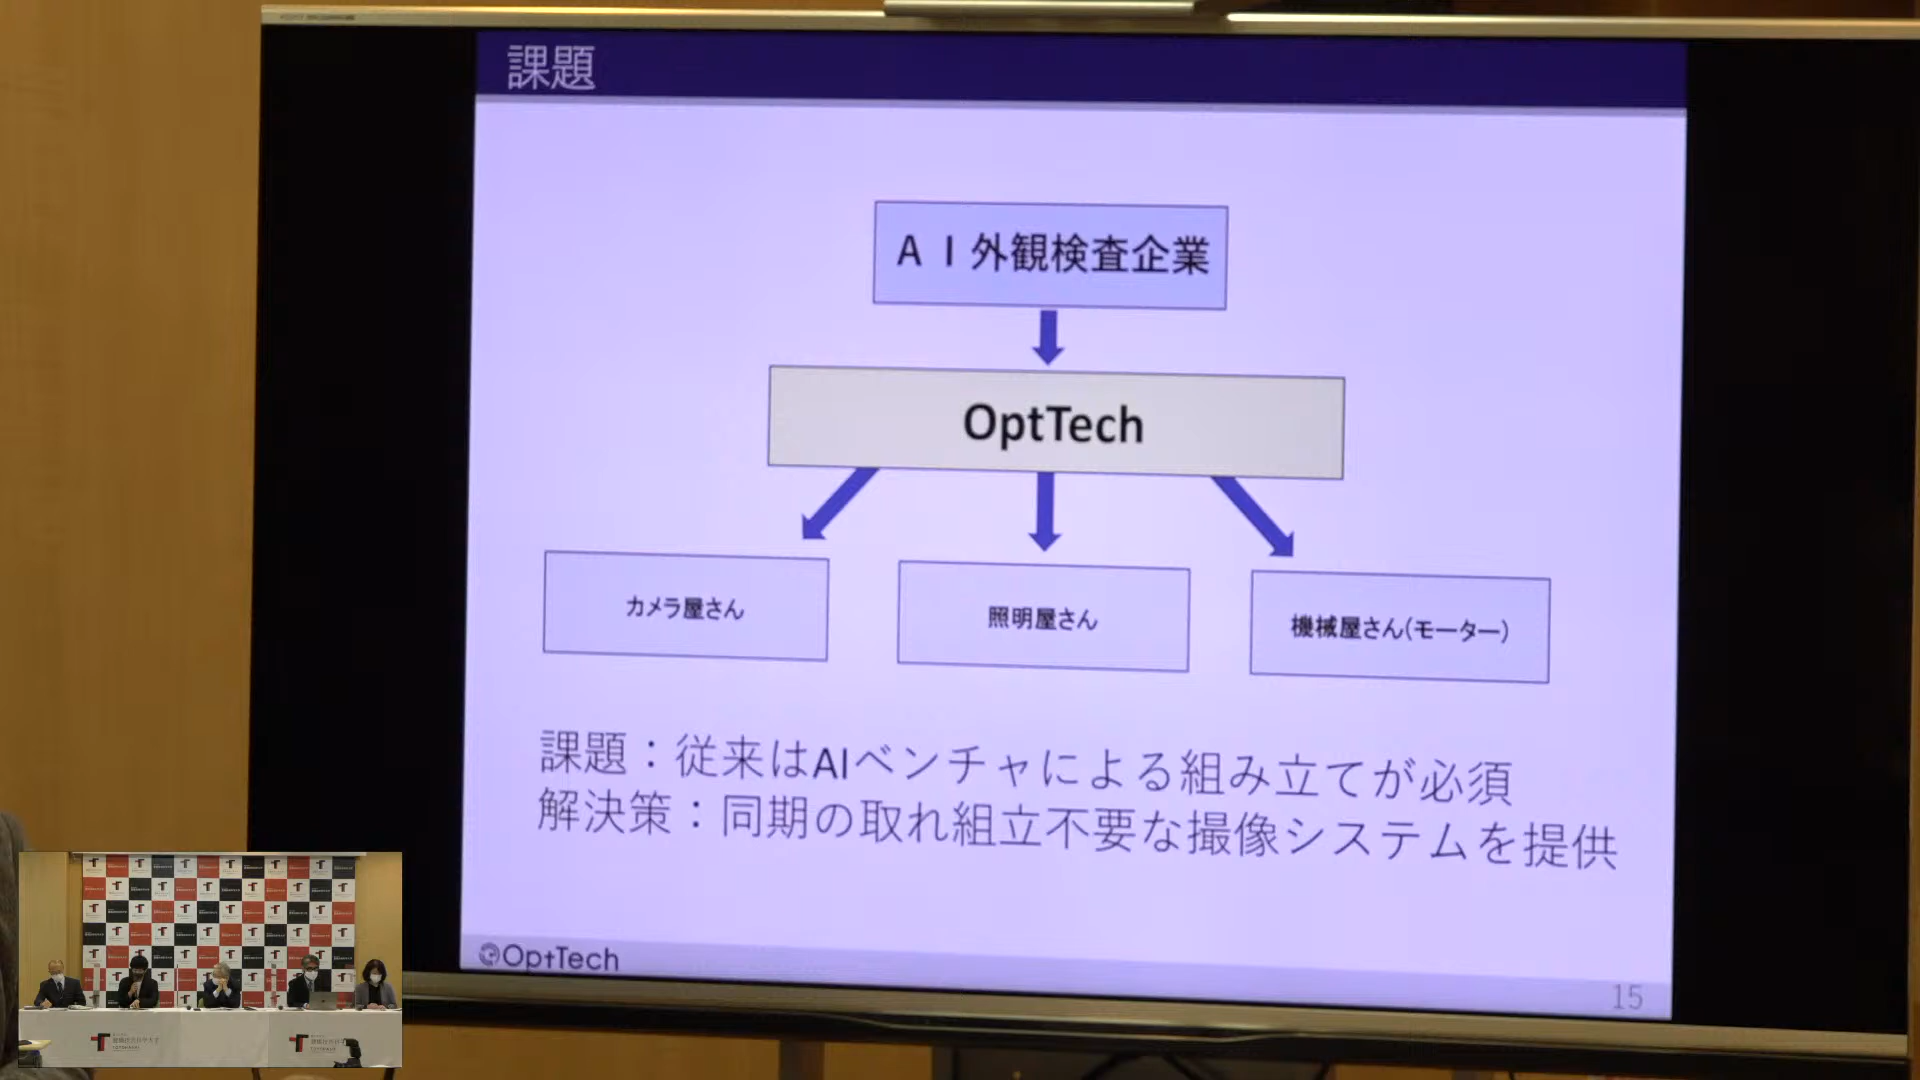 課題
ＡＩ外観検査企業
OptTech
カメラ屋さん
照明屋さん
機械屋さん(モーター)
課題：従来はAIベンチャによる組み立てが必須
解決策：同期の取れ組立不要な撮像システムを提供
OptTech
15